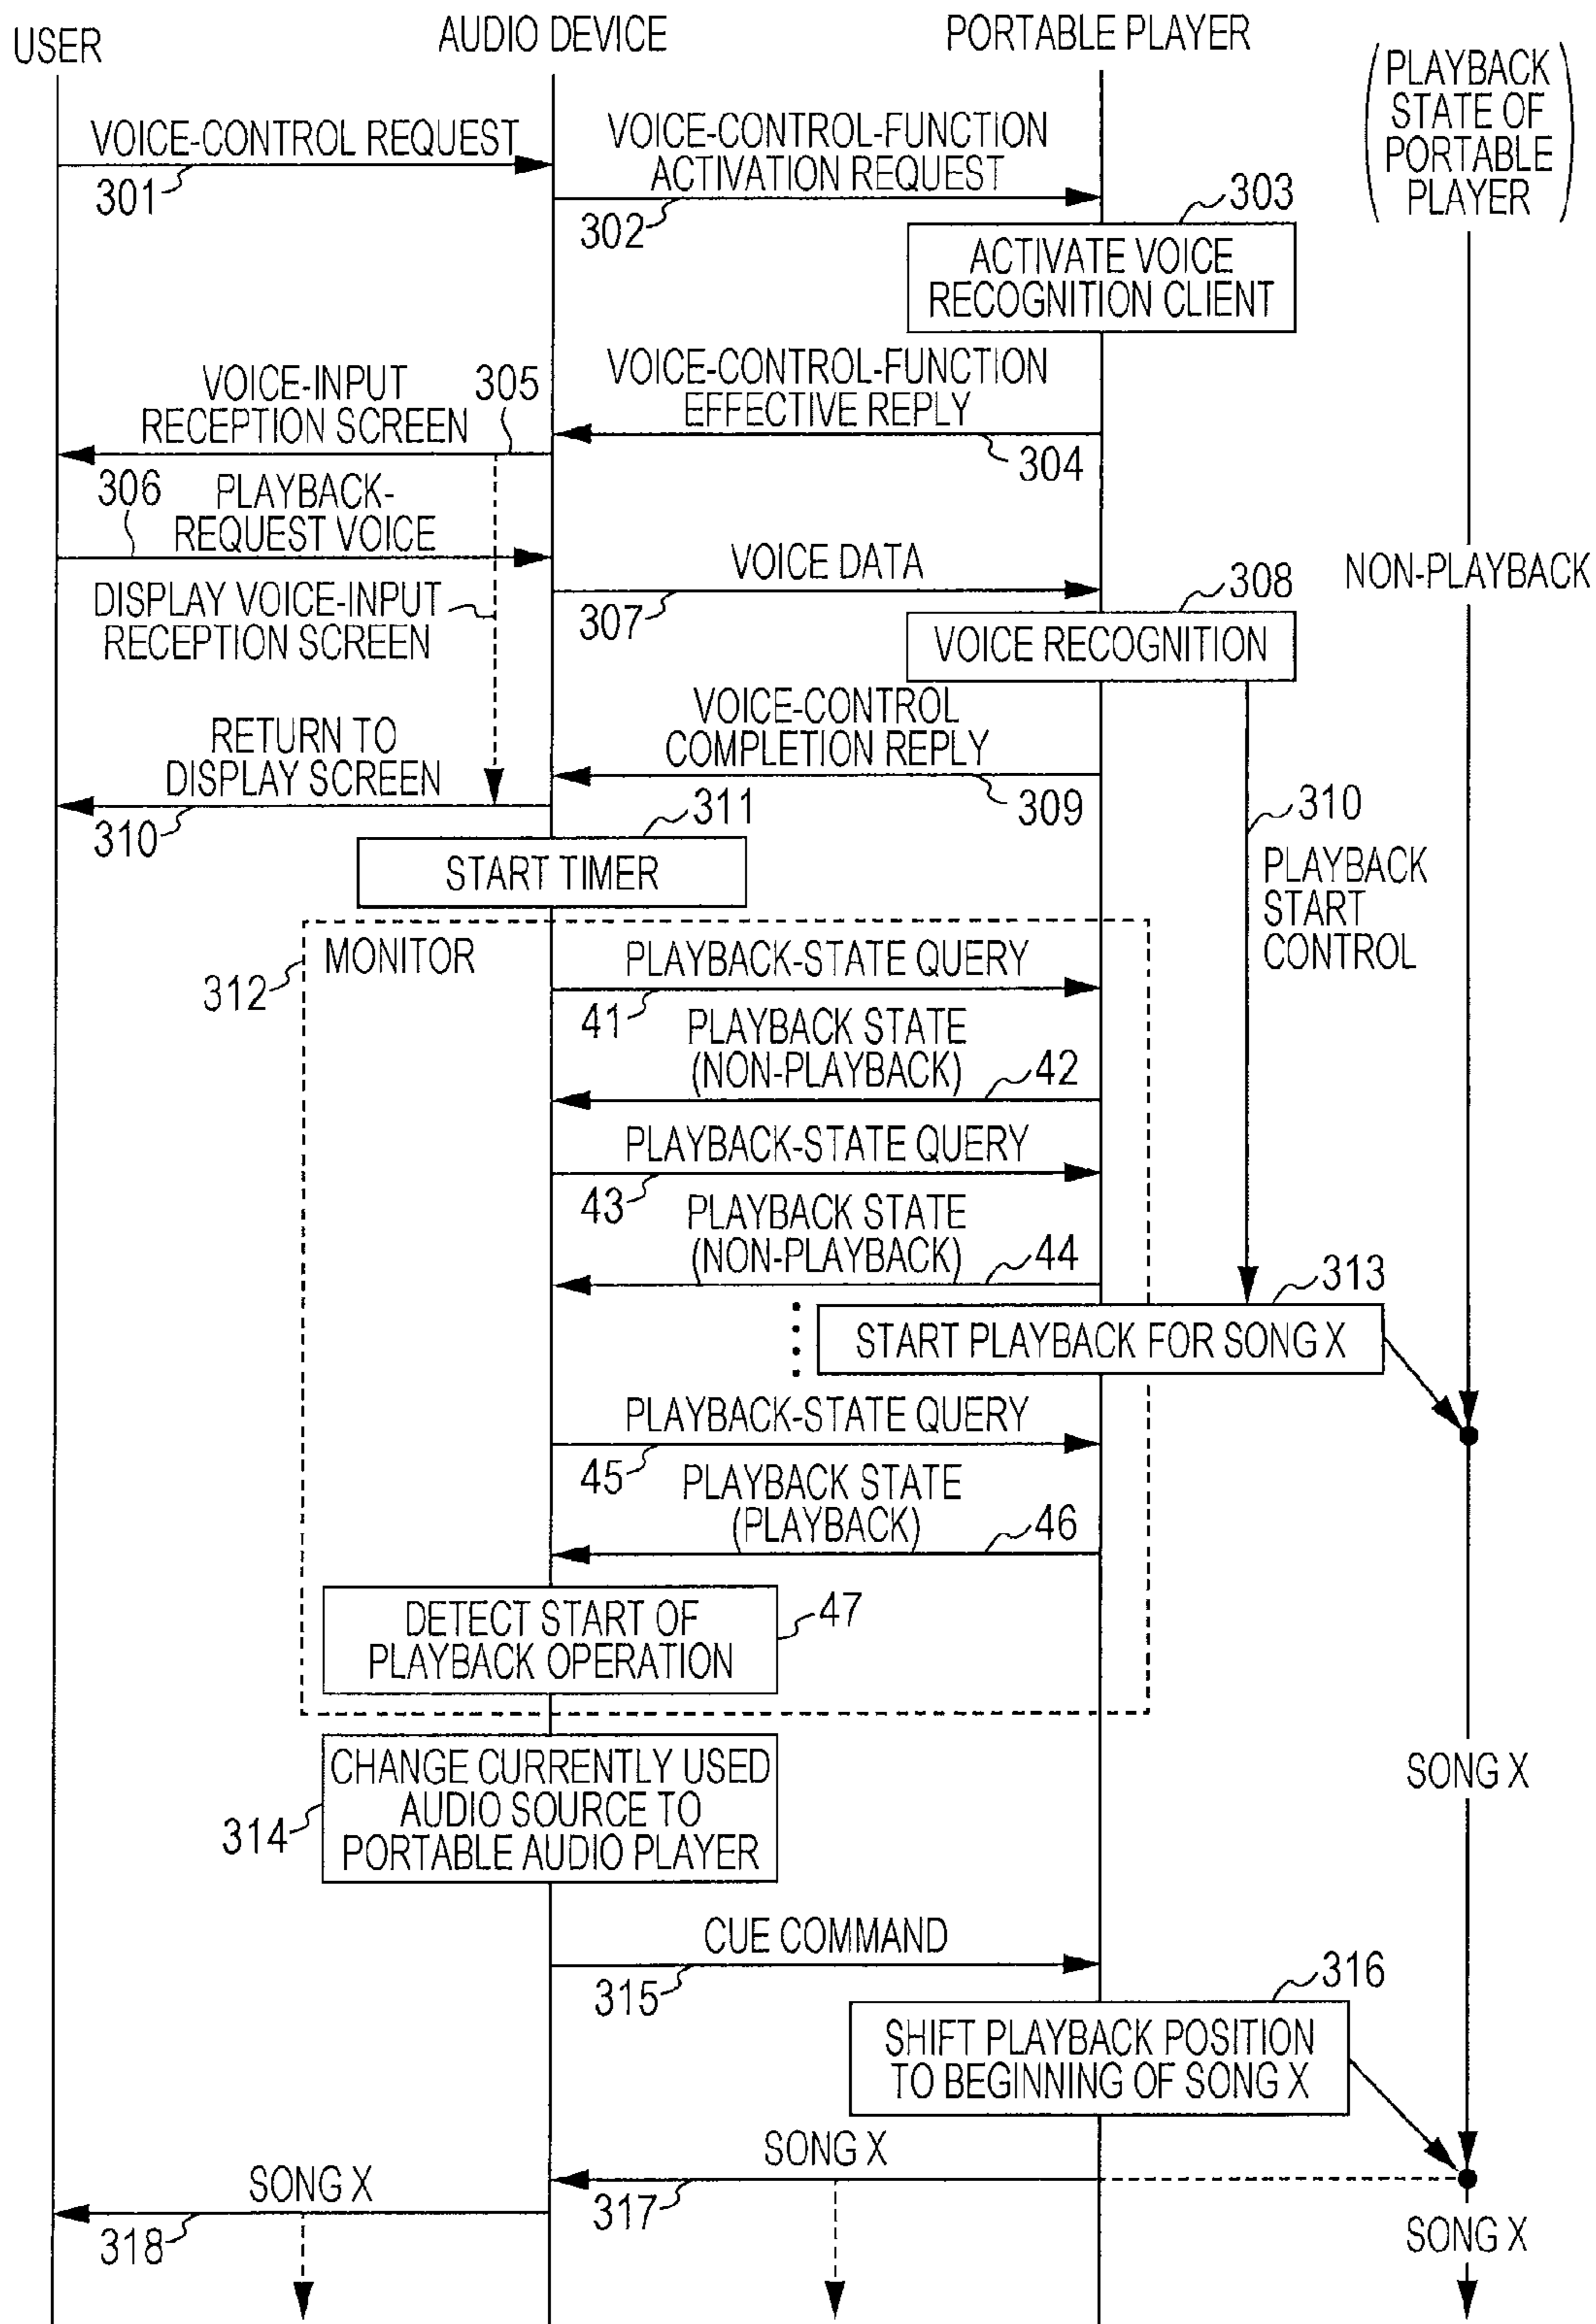 USER
AUDIO DEVICE
PORTABLE PLAYER
(PLAYBACK
STATE OF
PORTABLE
PLAYER)
VOICE-CONTROL REQUEST
301
VOICE-CONTROL-FUNCTION
ACTIVATION REQUEST
302
303
ACTIVATE VOICE
RECOGNITION CLIENT
VOICE-CONTROL-FUNCTION
EFFECTIVE REPLY
304
VOICE-INPUT
RECEPTION SCREEN
305
306
PLAYBACK-
REQUEST VOICE
DISPLAY VOICE-INPUT
RECEPTION SCREEN
VOICE DATA
307
NON-PLAYBACK
308
VOICE RECOGNITION
VOICE-CONTROL
COMPLETION REPLY
309
RETURN TO
DISPLAY SCREEN
310
310
PLAYBACK
START
CONTROL
311
START TIMER
312
MONITOR
PLAYBACK-STATE QUERY
41
PLAYBACK STATE
(NON-PLAYBACK)
42
PLAYBACK-STATE QUERY
43
PLAYBACK STATE
(NON-PLAYBACK)
44
313
START PLAYBACK FOR SONG X
PLAYBACK-STATE QUERY
45
PLAYBACK STATE
(PLAYBACK)
46
DETECT START OF
PLAYBACK OPERATION
47
CHANGE CURRENTLY USED
AUDIO SOURCE TO
PORTABLE AUDIO PLAYER
314
SONG X
CUE COMMAND
315
316
SHIFT PLAYBACK POSITION
TO BEGINNING OF SONG X
SONG X
317
SONG X
318
SONG X